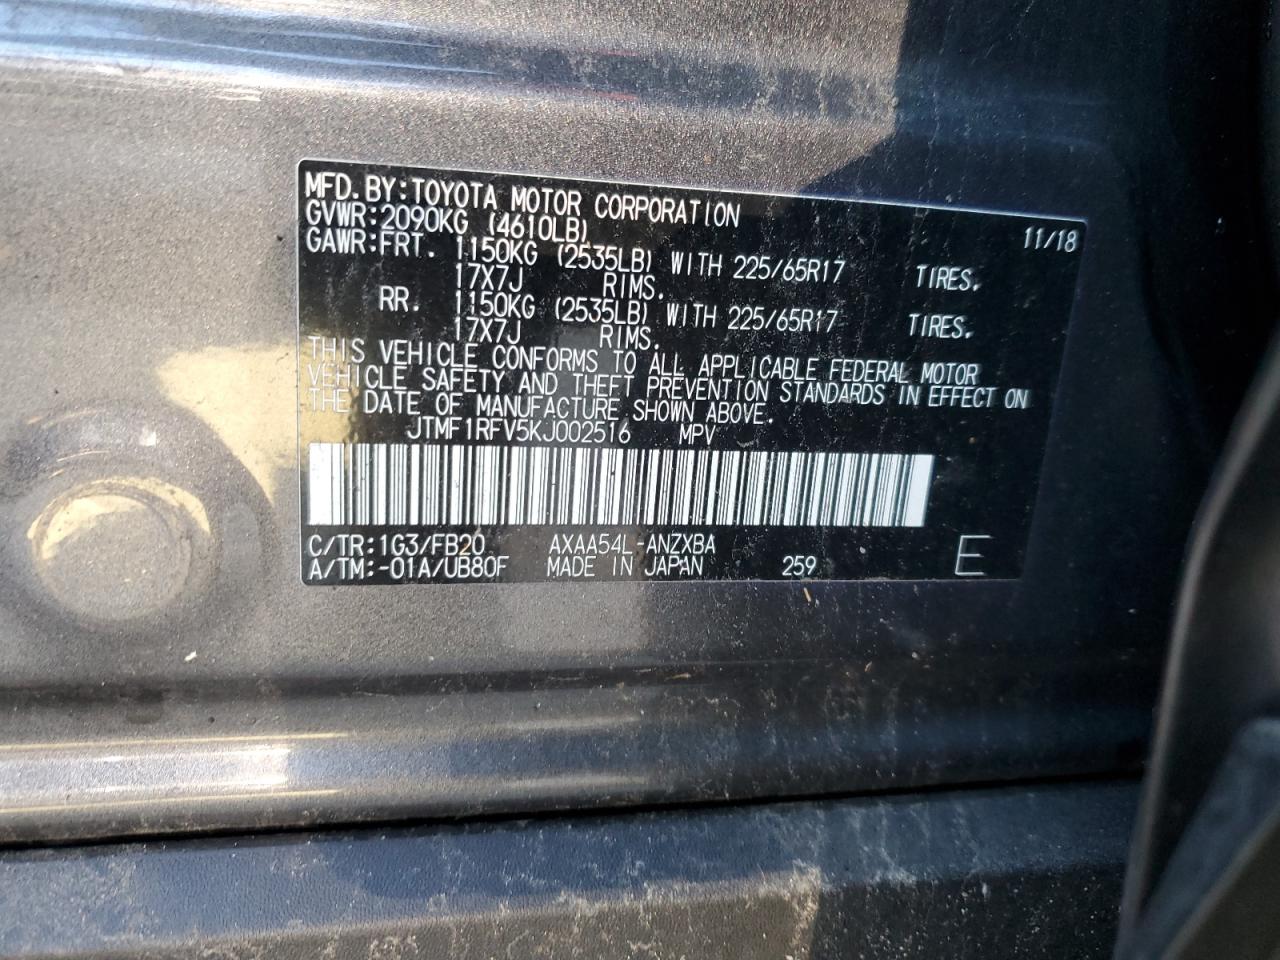 MFD.BY:TOYOTA MOTOR CORPORATION 11/18
GVWR:2090KG (4610LB)
GAWR:FRT. 1150KG (2535LB) WITH 225/65R17 TIRES.
17X7J RIMS.
RR. 1150KG (2535LB) WITH 225/65R17 TIRES.
17X7J RIMS.
THIS VEHICLE CONFORMS TO ALL APPLICABLE FEDERAL MOTOR
VEHICLE SAFETY AND THEFT PREVENTION STANDARDS IN EFFECT ON
THE DATE OF MANUFACTURE SHOWN ABOVE.
JTMF1RFV5KJ002516 MPV
C/TR:1G3/FB20 AXAA54L-ANZXBA
A/TM:-01A/UB80F MADE IN JAPAN 259 E